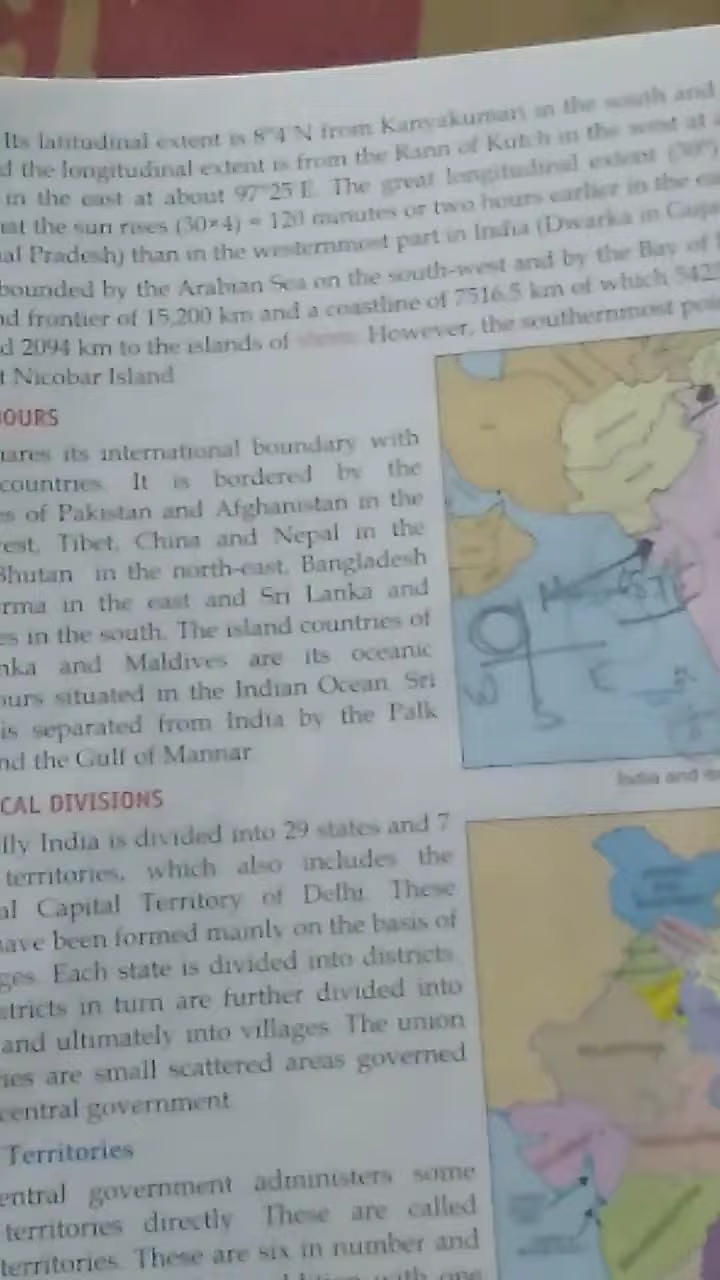 Its latitudinal extent is 8°4 N from Kanyakumari in the south and
d the longitudinal extent is from the Rann of Kutch in the west at a
in the east at about 97°25 E. The great longitudinal extent (30°)
at the sun rises (30×4) = 120 minutes or two hours earlier in the ea
al Pradesh) than in the westernmost part in India (Dwarka in Guja
bounded by the Arabian Sea on the south-west and by the Bay of
nd frontier of 15,200 km and a coastline of 7516.5 km of which 542
d 2094 km to the islands of However, the southernmost poi
t Nicobar Island
OURS
ares its international boundary with
countries. It is bordered by the
es of Pakistan and Afghanistan in the
est, Tibet, China and Nepal in the
Bhutan in the north-east, Bangladesh
rma in the east and Sri Lanka and
es in the south. The island countries of
nka and Maldives are its oceanic
ours situated in the Indian Ocean. Sri
is separated from India by the Palk
nd the Gulf of Mannar
W
E
S
India and
CAL DIVISIONS
lly India is divided into 29 states and 7
territories, which also includes the
al Capital Territory of Delhi. These
ave been formed mainly on the basis of
ges. Each state is divided into districts.
stricts in turn are further divided into
and ultimately into villages. The union
ries are small scattered areas governed
central government
Territories
entral government administers some
territories directly. These are called
territories. These are six in number and
with one